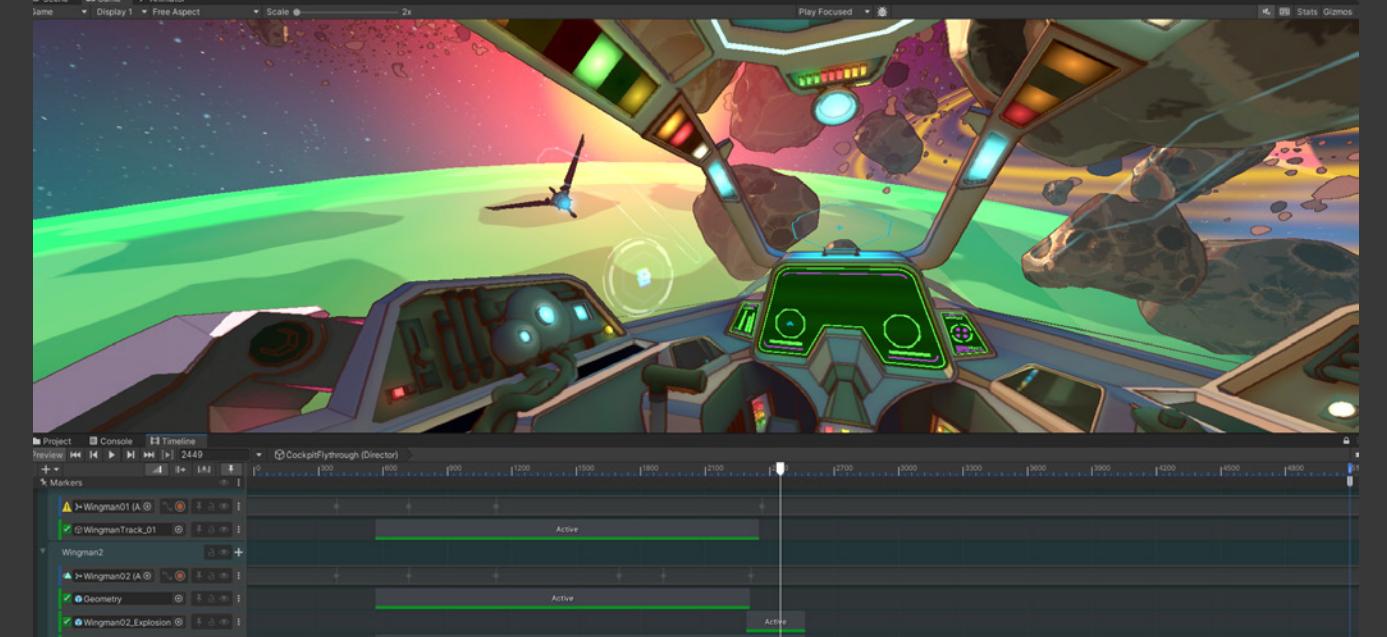 Game Display 1 Free Aspect Scale 2x Play Focused Stats Gizmos
Project Console Timeline
Preview 2449 CockpitFlythrough (Director)
0 300 600 900 1200 1500 1800 2100 2700 3000 3300 3600 3900 4200 4500 4800
Markers
Wingman01 (A
WingmanTrack_01 Active
Wingman2
Wingman02 (A
Geometry Active
Wingman02_Explosion Active